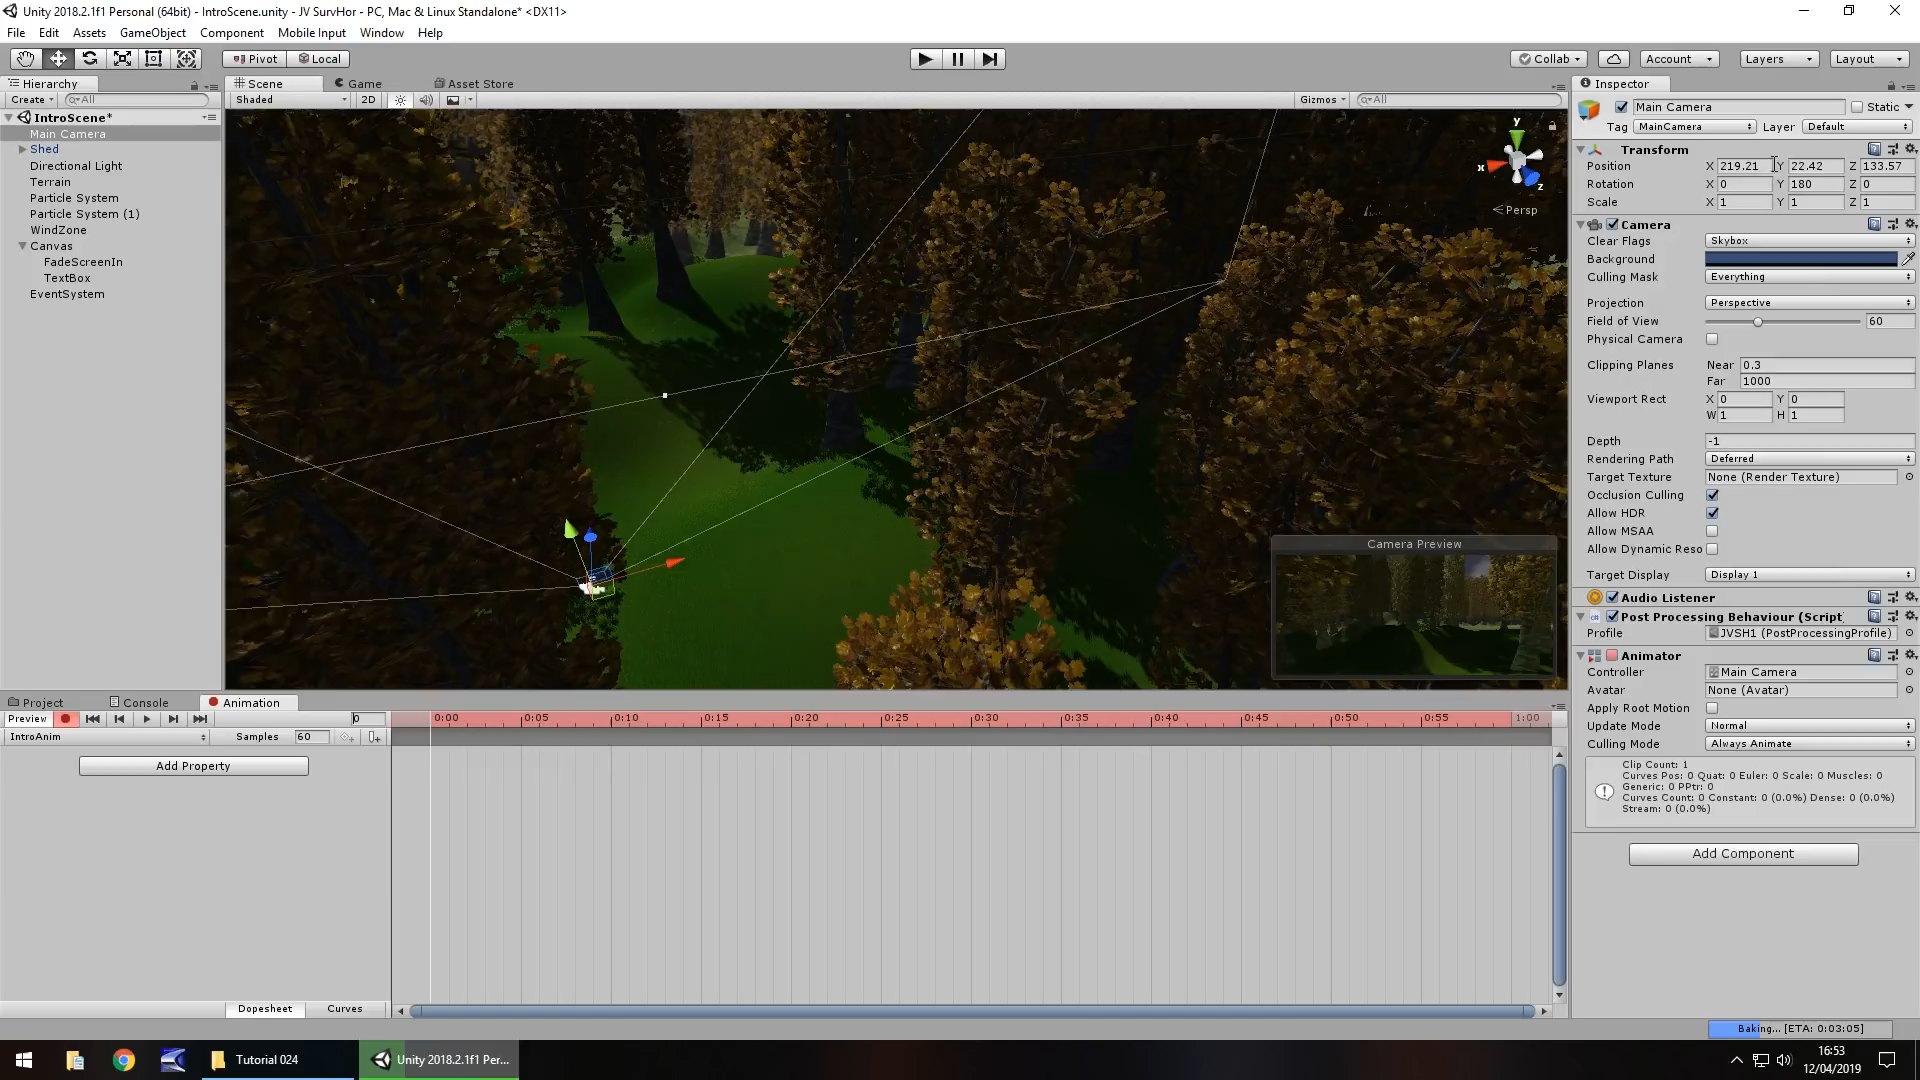 Unity 2018.2.1f1 Personal (64bit) - IntroScene.unity - JV SurvHor - PC, Mac & Linux Standalone* <DX11>
File Edit Assets GameObject Component Mobile Input Window Help
Pivot Local Collab Account Layers Layout
Hierarchy Scene Game Asset Store Inspector
Create All Shaded 2D Gizmos All
IntroScene*
Main Camera
Shed
Directional Light
Terrain
Particle System
Particle System (1)
WindZone
Canvas
FadeScreenIn
TextBox
EventSystem
y
x
z
Persp
Camera Preview
Main Camera Static
Tag MainCamera Layer Default
Transform
Position X 219.21 Y 22.42 Z 133.57
Rotation X 0 Y 180 Z 0
Scale X 1 Y 1 Z 1
Camera
Clear Flags Skybox
Background
Culling Mask Everything
Projection Perspective
Field of View 60
Physical Camera
Clipping Planes Near 0.3
Far 1000
Viewport Rect X 0 Y 0
W 1 H 1
Depth -1
Rendering Path Deferred
Target Texture None (Render Texture)
Occlusion Culling
Allow HDR
Allow MSAA
Allow Dynamic Reso
Target Display Display 1
Audio Listener
Post Processing Behaviour (Script)
Profile JVSH1 (PostProcessingProfile)
Animator
Controller Main Camera
Avatar None (Avatar)
Apply Root Motion
Update Mode Normal
Culling Mode Always Animate
Clip Count: 1
Curves Pos: 0 Quat: 0 Euler: 0 Scale: 0 Muscles: 0
Generic: 0 PPtr: 0
Curves Count: 0 Constant: 0 (0.0%) Dense: 0 (0.0%)
Stream: 0 (0.0%)
Add Component
Project Console Animation
Preview 0 0:00 0:05 0:10 0:15 0:20 0:25 0:30 0:35 0:40 0:45 0:50 0:55 1:00
IntroAnim Samples 60
Add Property
Dopesheet Curves
Baking... [ETA: 0:03:05]
Tutorial 024 Unity 2018.2.1f1 Per...
16:53
12/04/2019